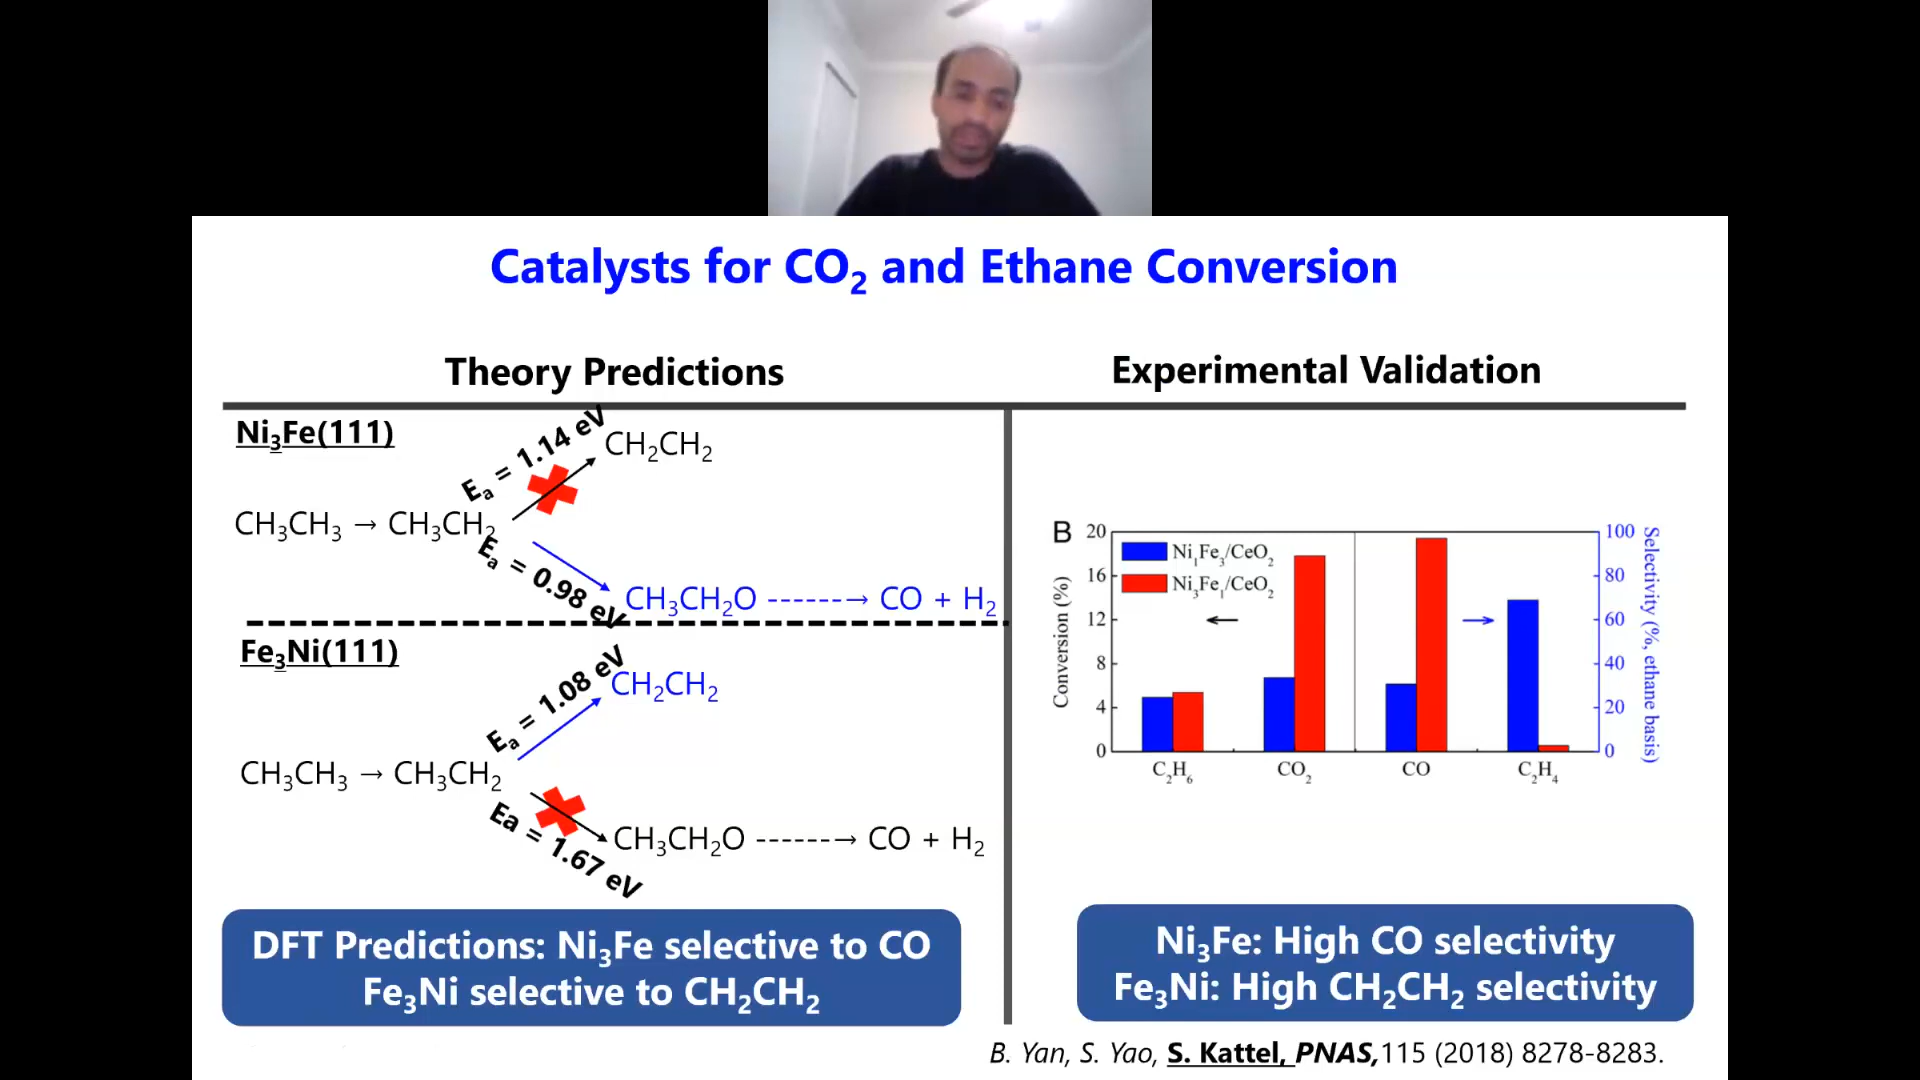 Catalysts for CO₂ and Ethane Conversion
Theory Predictions
Ni₃Fe(111)
Eₐ = 1.14 eV
CH₂CH₂
CH₃CH₃ → CH₃CH₂
Eₐ = 0.98 eV
CH₃CH₂O ------→ CO + H₂
Fe₃Ni(111)
Eₐ = 1.08 eV
CH₂CH₂
CH₃CH₃ → CH₃CH₂
Ea = 1.67 eV
CH₃CH₂O ------→ CO + H₂
DFT Predictions: Ni₃Fe selective to CO
Fe₃Ni selective to CH₂CH₂
Experimental Validation
B
Conversion (%)
20
16
12
8
4
0
Ni₁Fe₃/CeO₂
Ni₃Fe₁/CeO₂
100
80
60
40
20
0
Selectivity (%, ethane basis)
C₂H₆ CO₂ CO C₂H₄
Ni₃Fe: High CO selectivity
Fe₃Ni: High CH₂CH₂ selectivity
B. Yan, S. Yao, S. Kattel, PNAS,115 (2018) 8278-8283.